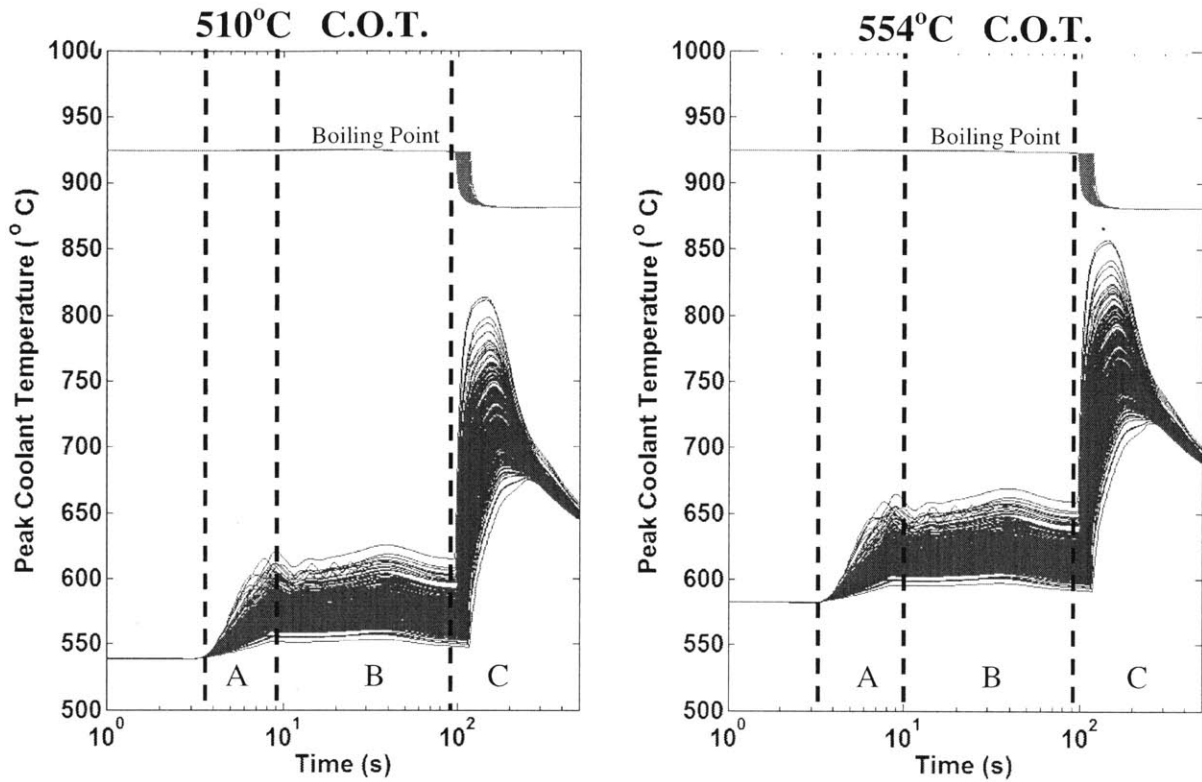 510°C C.O.T.
1000
950
900
850
800
750
700
650
600
550
500
Peak Coolant Temperature (° C)
Boiling Point
A
B
C
10⁰
10¹
10²
Time (s)
554°C C.O.T.
1000
950
900
850
800
750
700
650
600
550
500
Peak Coolant Temperature (° C)
Boiling Point
A
B
C
10⁰
10¹
10²
Time (s)